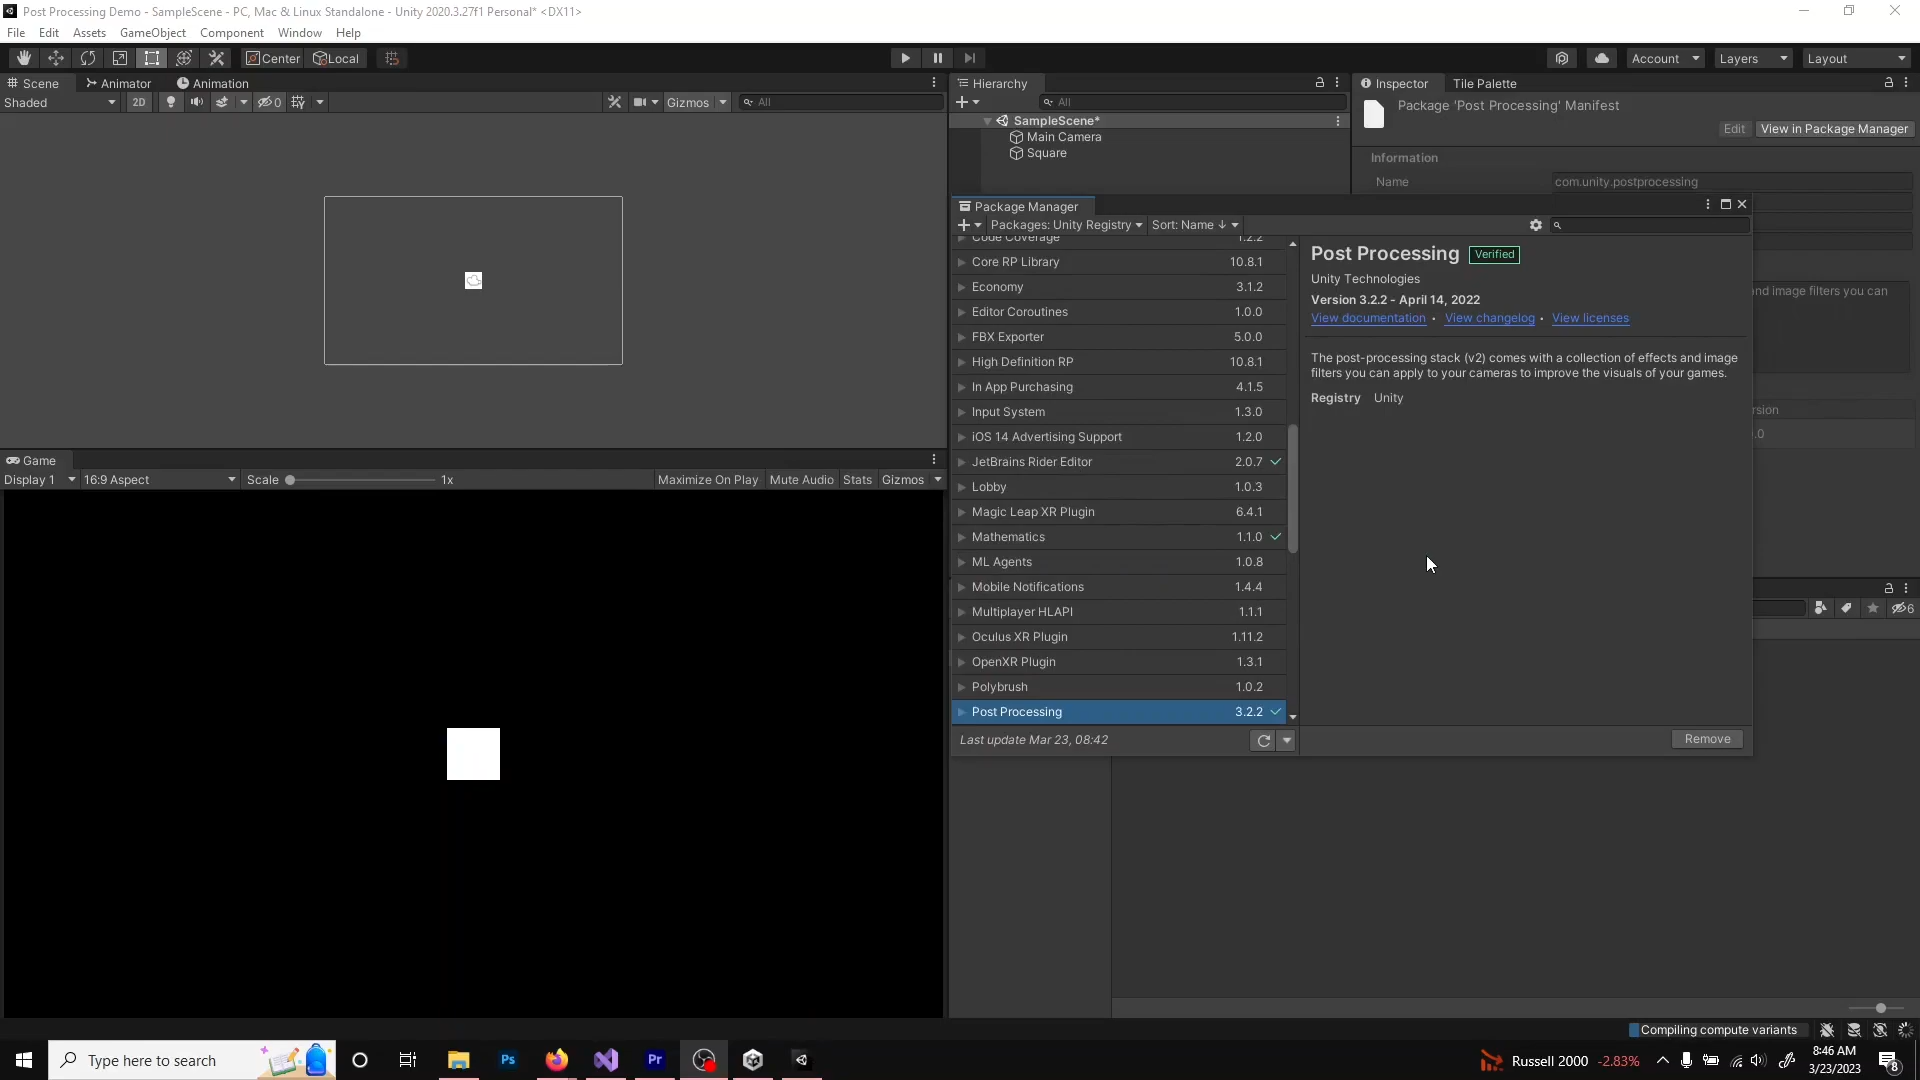 Post Processing Demo - SampleScene - PC, Mac & Linux Standalone - Unity 2020.3.27f1 Personal* <DX11>
File Edit Assets GameObject Component Window Help
Center Local Account Layers Layout
Scene Animator Animation
Shaded 2D 0 Gizmos All
Hierarchy
All
SampleScene*
Main Camera
Square
Inspector Tile Palette
Package 'Post Processing' Manifest
Edit View in Package Manager
Information
Name com.unity.postprocessing
Package Manager
Packages: Unity Registry Sort: Name ↓
Code Coverage 1.2.2
Core RP Library 10.8.1
Economy 3.1.2
Editor Coroutines 1.0.0
FBX Exporter 5.0.0
High Definition RP 10.8.1
In App Purchasing 4.1.5
Input System 1.3.0
iOS 14 Advertising Support 1.2.0
JetBrains Rider Editor 2.0.7
Lobby 1.0.3
Magic Leap XR Plugin 6.4.1
Mathematics 1.1.0
ML Agents 1.0.8
Mobile Notifications 1.4.4
Multiplayer HLAPI 1.1.1
Oculus XR Plugin 1.11.2
OpenXR Plugin 1.3.1
Polybrush 1.0.2
Post Processing 3.2.2
Last update Mar 23, 08:42
Post Processing Verified
Unity Technologies
Version 3.2.2 - April 14, 2022
View documentation • View changelog • View licenses
The post-processing stack (v2) comes with a collection of effects and image
filters you can apply to your cameras to improve the visuals of your games.
Registry Unity
Remove
and image filters you can
rsion
.0
6
Game
Display 1 16:9 Aspect Scale 1x Maximize On Play Mute Audio Stats Gizmos
Compiling compute variants
Type here to search
Ps
Pr
Russell 2000 -2.83%
8:46 AM
3/23/2023
8